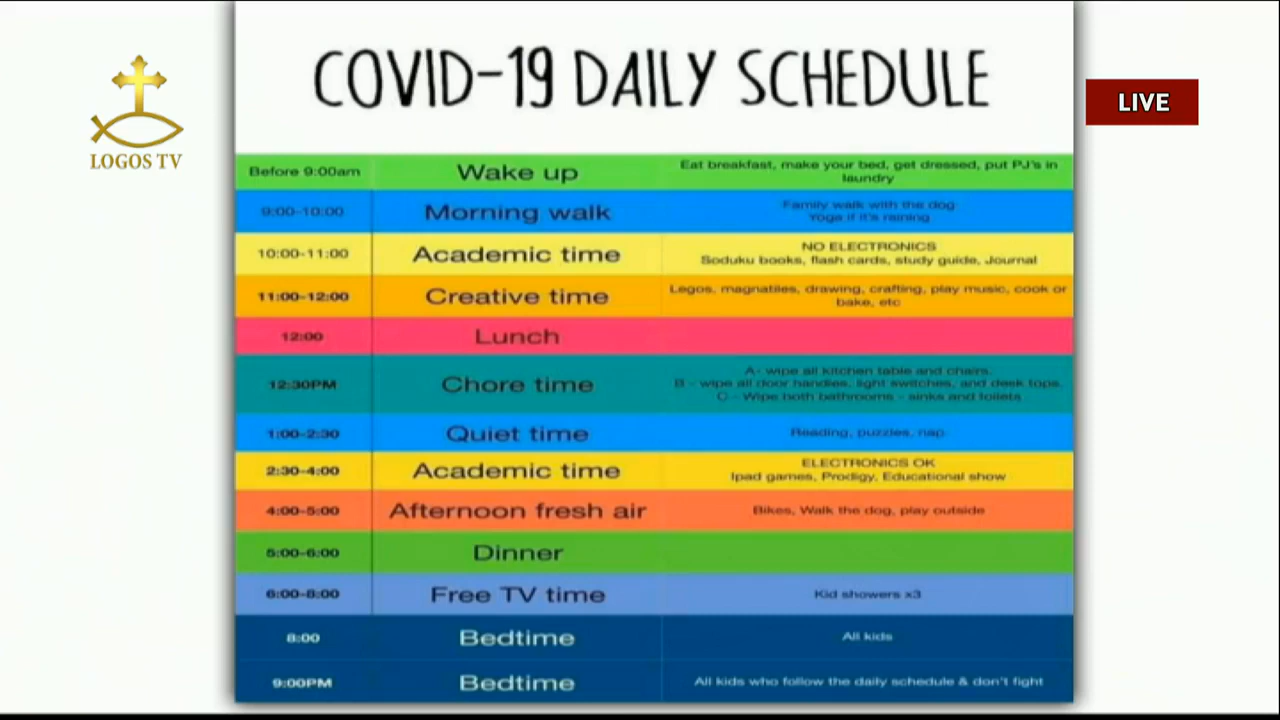 COVID-19 DAILY SCHEDULE
LOGOS TV
LIVE
Before 9:00am Wake up Eat breakfast, make your bed, get dressed, put PJ's in
laundry
9:00-10:00 Morning walk Family walk with the dog
Yoga if it's raining
10:00-11:00 Academic time NO ELECTRONICS
Soduku books, flash cards, study guide, Journal
11:00-12:00 Creative time Legos, magnatiles, drawing, crafting, play music, cook or
bake, etc
12:00 Lunch
12:30PM Chore time A- wipe all kitchen table and chairs.
B - wipe all door handles, light switches, and desk tops.
C - Wipe both bathrooms - sinks and toilets
1:00-2:30 Quiet time Reading, puzzles, nap
2:30-4:00 Academic time ELECTRONICS OK
Ipad games, Prodigy, Educational show
4:00-5:00 Afternoon fresh air Bikes, Walk the dog, play outside
5:00-6:00 Dinner
6:00-8:00 Free TV time Kid showers x3
8:00 Bedtime All kids
9:00PM Bedtime All kids who follow the daily schedule & don't fight